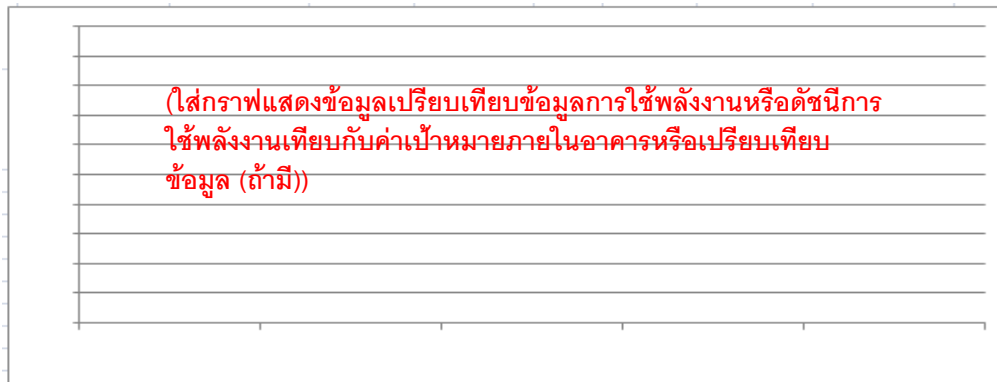 (ใส่กราฟแสดงข้อมูลเปรียบเทียบข้อมูลการใช้พลังงานหรือดัชนีการ
ใช้พลังงานเทียบกับค่าเป้าหมายภายในอาคารหรือเปรียบเทียบ
ข้อมูล (ถ้ามี))